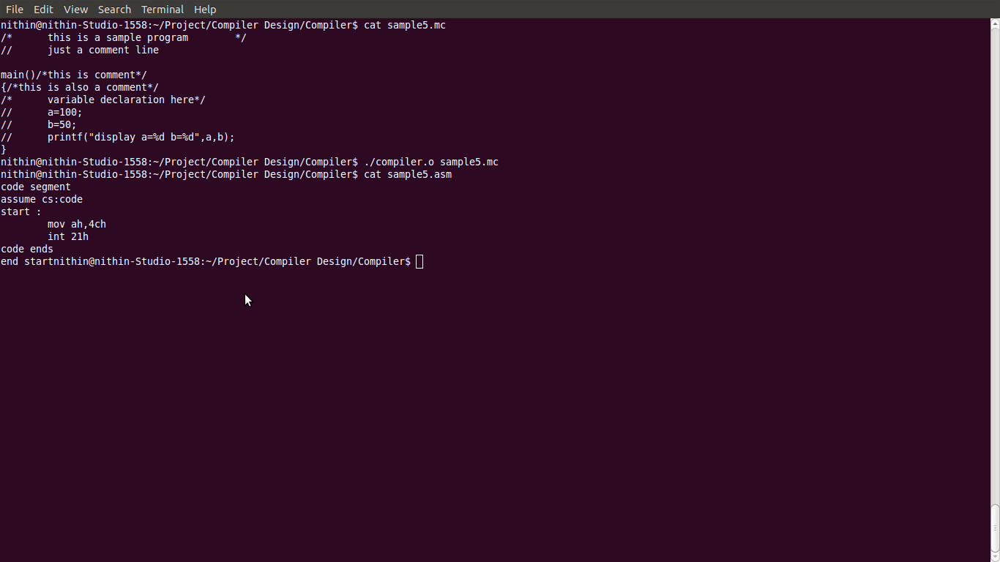 File Edit View Search Terminal Help
nithin@nithin-Studio-1558:~/Project/Compiler Design/Compiler$ cat sample5.mc
/*      this is a sample program        */
//      just a comment line

main()/*this is comment*/
{/*this is also a comment*/
/*      variable declaration here*/
//      a=100;
//      b=50;
//      printf("display a=%d b=%d",a,b);
}
nithin@nithin-Studio-1558:~/Project/Compiler Design/Compiler$ ./compiler.o sample5.mc
nithin@nithin-Studio-1558:~/Project/Compiler Design/Compiler$ cat sample5.asm
code segment
assume cs:code
start :
        mov ah,4ch
        int 21h
code ends
end startnithin@nithin-Studio-1558:~/Project/Compiler Design/Compiler$